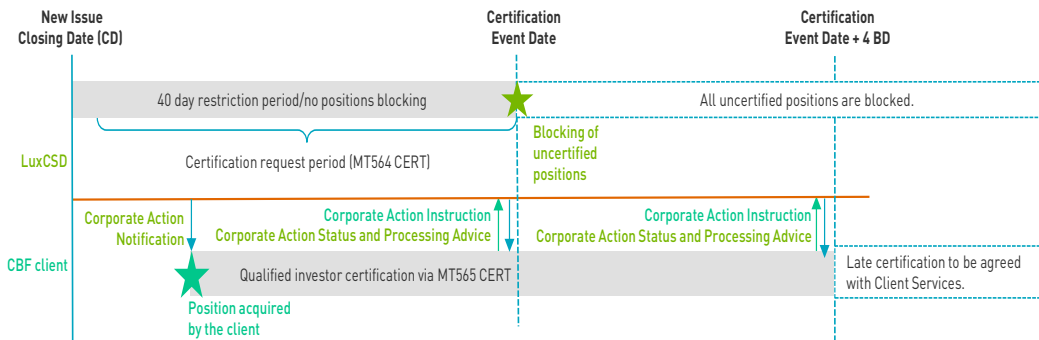 New Issue
Closing Date (CD)
Certification
Event Date
Certification
Event Date + 4 BD
40 day restriction period/no positions blocking
All uncertified positions are blocked.
Blocking of
uncertified
positions
LuxCSD
Certification request period (MT564 CERT)
Corporate Action
Notification
Corporate Action Instruction
Corporate Action Status and Processing Advice
Corporate Action Instruction
Corporate Action Status and Processing Advice
CBF client
Qualified investor certification via MT565 CERT
Late certification to be agreed
with Client Services.
Position acquired
by the client